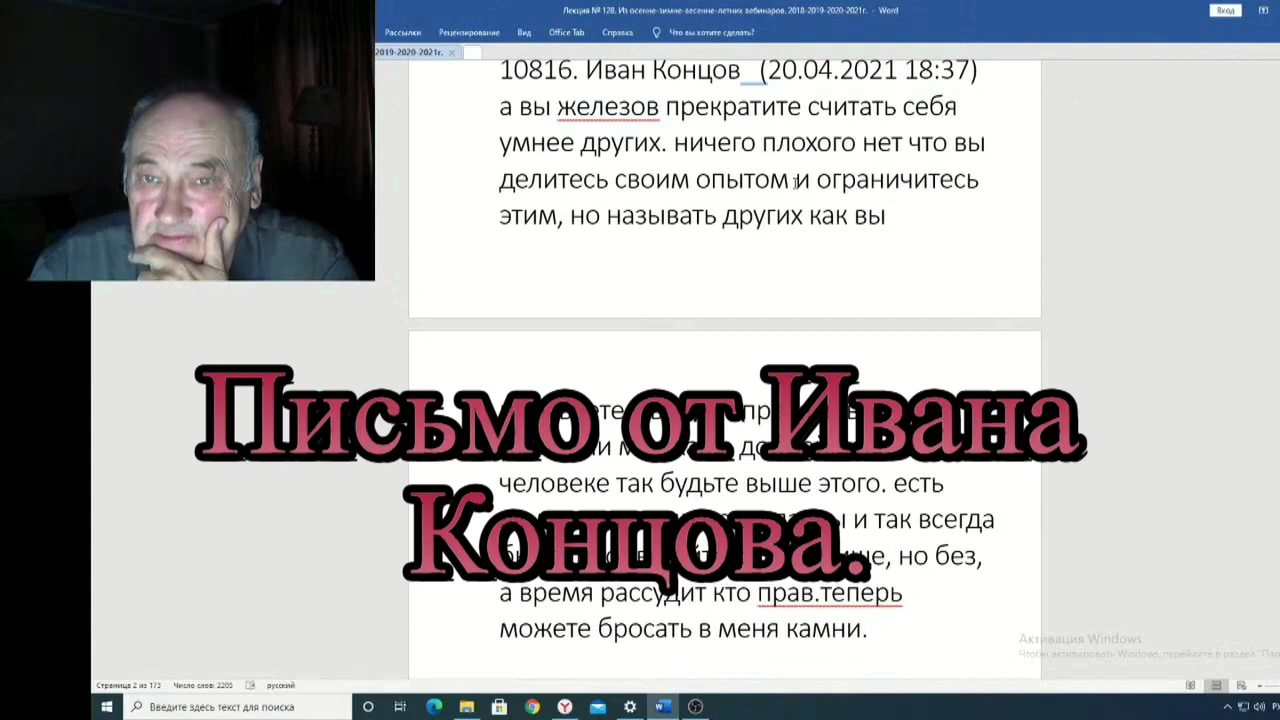 Лекция № 128. Из осенне-зимне-весенне-летних вебинаров. 2018-2019-2020-2021г. - Word
Вход
Рассылки Рецензирование Вид Office Tab Справка Что вы хотите сделать?
2019-2020-2021г.
10816. Иван Концов (20.04.2021 18:37)
а вы железов прекратите считать себя
умнее других. ничего плохого нет что вы
делитесь своим опытом и ограничитесь
этим, но называть других как вы
Письмо от Ивана
человеке так будьте выше этого. есть
и так всегда
Концова.
но без,
а время рассудит кто прав.теперь
можете бросать в меня камни.
Активация Windows
Чтобы активировать Windows, перейдите в раздел
Страница 2 из 173 Число слов: 2205 русский
Введите здесь текст для поиска